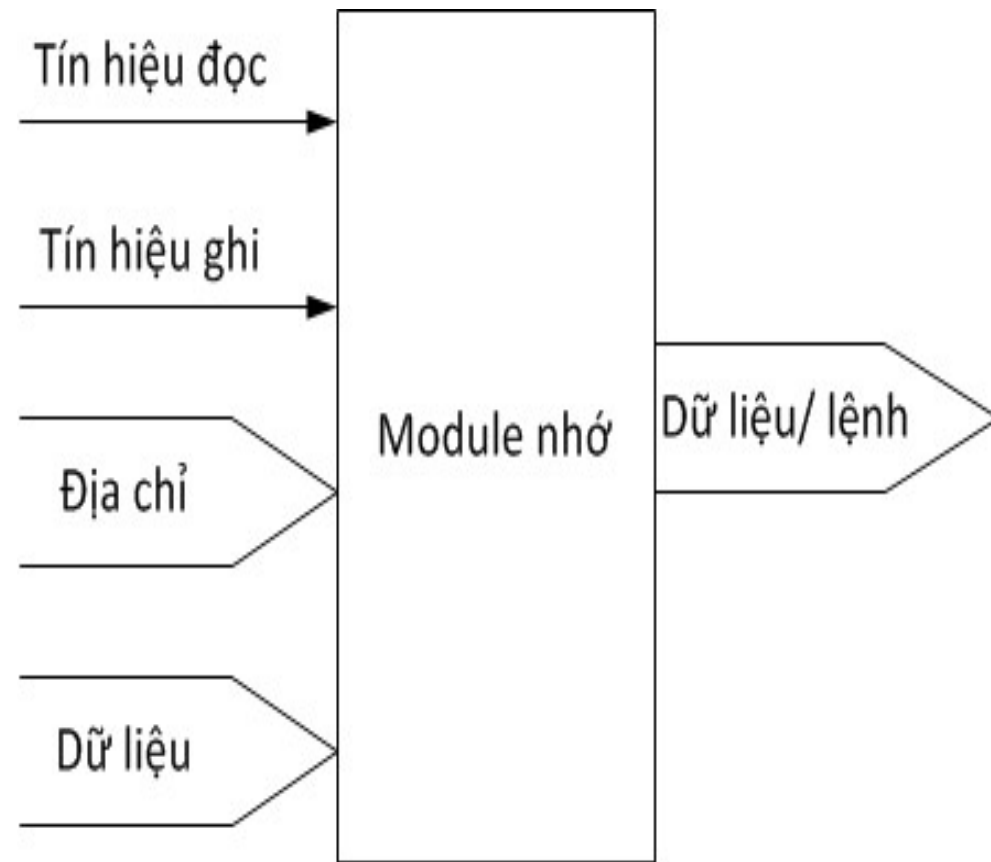 Tín hiệu đọc
Tín hiệu ghi
Địa chỉ
Dữ liệu
Module nhớ
Dữ liệu/ lệnh